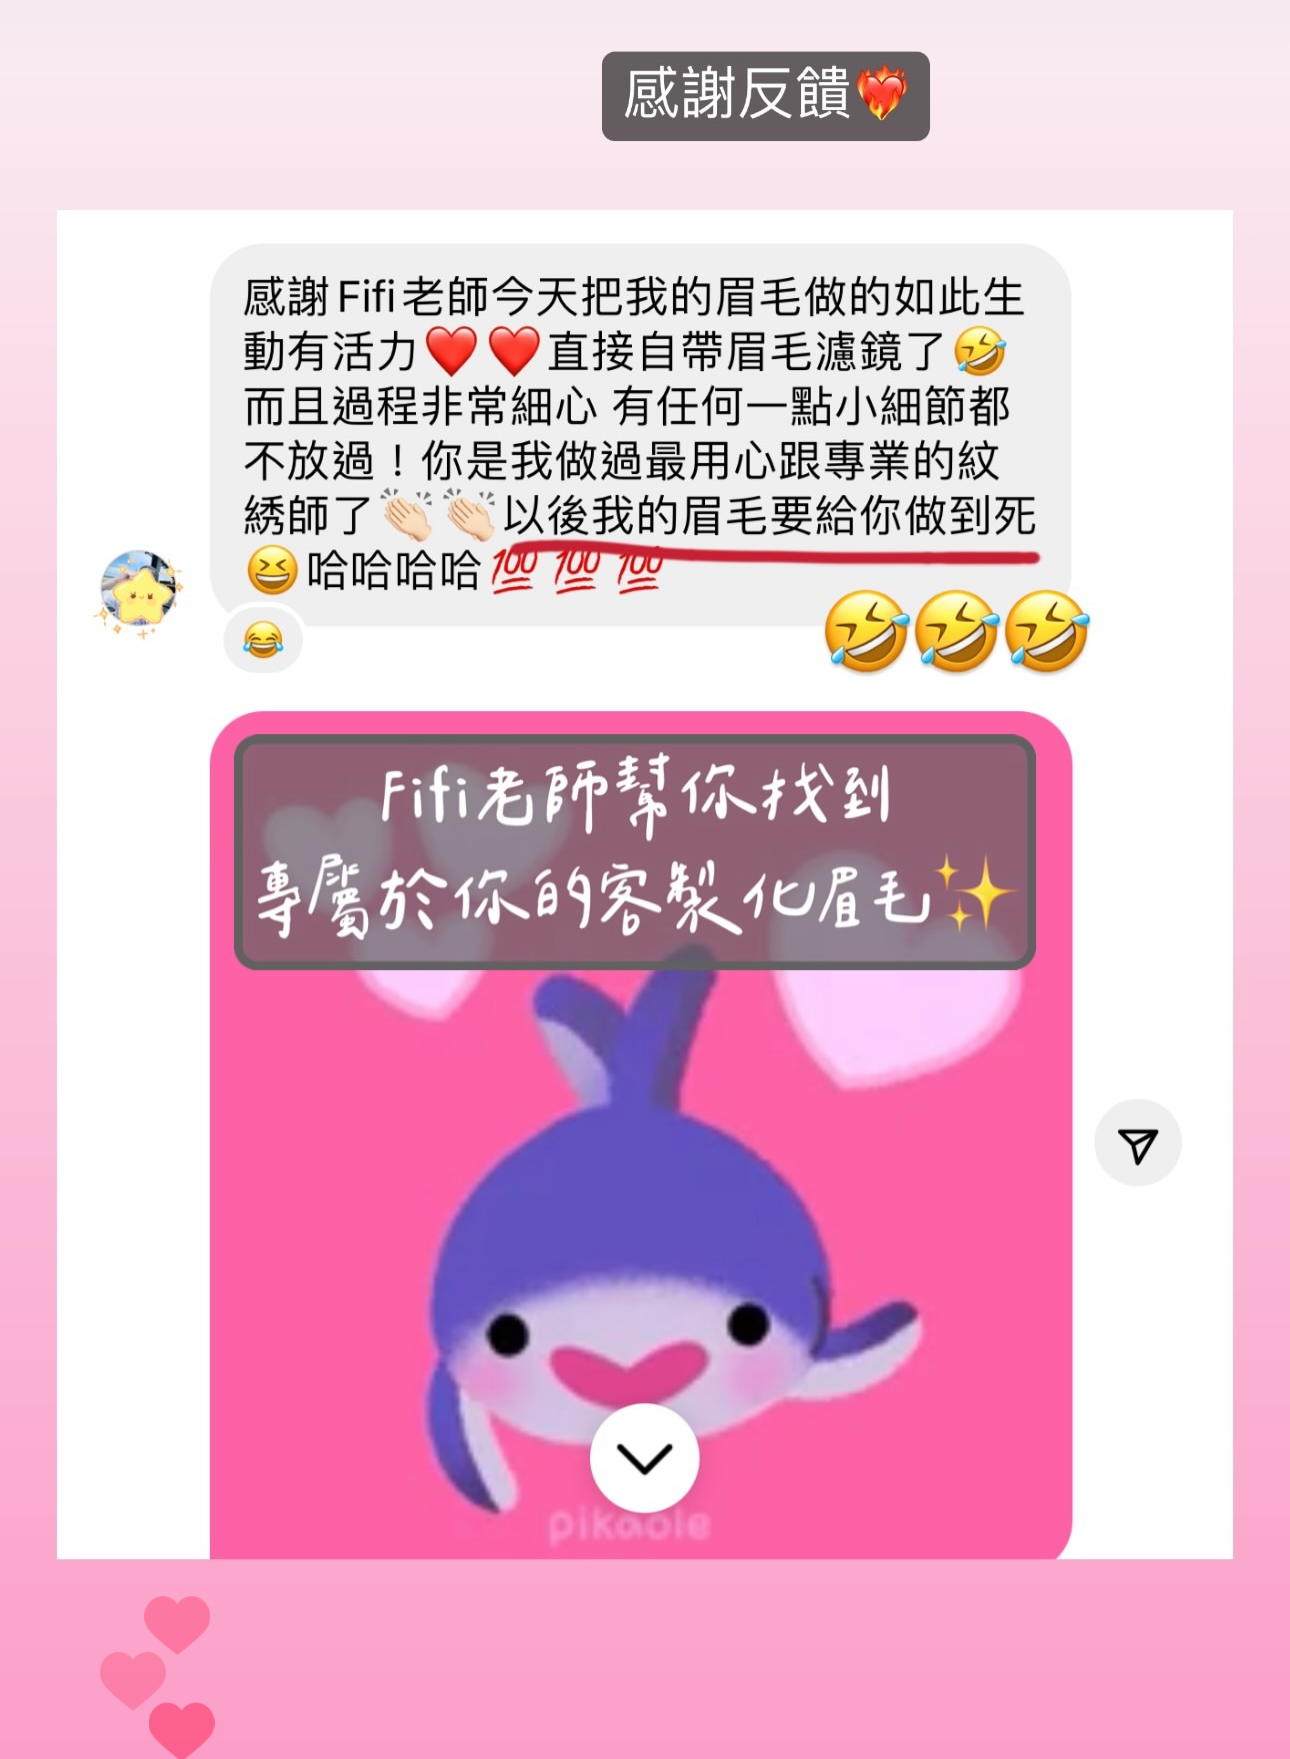 感謝反饋❤️‍🔥
感謝Fifi老師今天把我的眉毛做的如此生
動有活力❤️❤️直接自帶眉毛濾鏡了🤣
而且過程非常細心 有任何一點小細節都
不放過！你是我做過最用心跟專業的紋
綉師了👏🏻👏🏻以後我的眉毛要給你做到死
😆哈哈哈哈💯💯💯
😂
🤣🤣🤣
Fifi老師幫你找到
專屬於你的客製化眉毛✨
pikaole